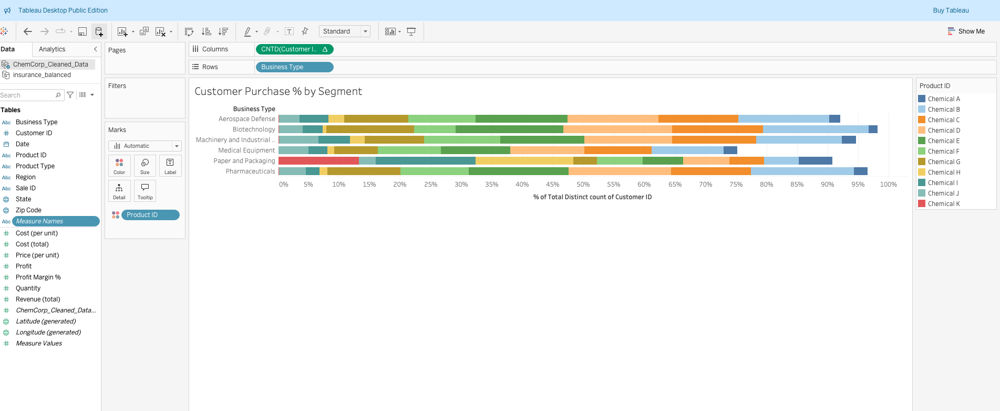 Tableau Desktop Public Edition
Buy Tableau
Standard
Show Me
Data
Analytics
ChemCorp_Cleaned_Data
insurance_balanced
Search
Tables
Abc Business Type
Customer ID
Date
Abc Product ID
Abc Product Type
Abc Region
Abc Sale ID
State
Zip Code
Abc Measure Names
Cost (per unit)
Cost (total)
Price (per unit)
Profit
Profit Margin %
Quantity
Revenue (total)
ChemCorp_Cleaned_Data...
Latitude (generated)
Longitude (generated)
Measure Values
Pages
Filters
Marks
Automatic
Color
Size
Label
Detail
Tooltip
Product ID
Columns
CNTD(Customer I..
Rows
Business Type
Customer Purchase % by Segment
Business Type
Aerospace Defense
Biotechnology
Machinery and Industrial ..
Medical Equipment
Paper and Packaging
Pharmaceuticals
0% 5% 10% 15% 20% 25% 30% 35% 40% 45% 50% 55% 60% 65% 70% 75% 80% 85% 90% 95% 100%
% of Total Distinct count of Customer ID
Product ID
Chemical A
Chemical B
Chemical C
Chemical D
Chemical E
Chemical F
Chemical G
Chemical H
Chemical I
Chemical J
Chemical K